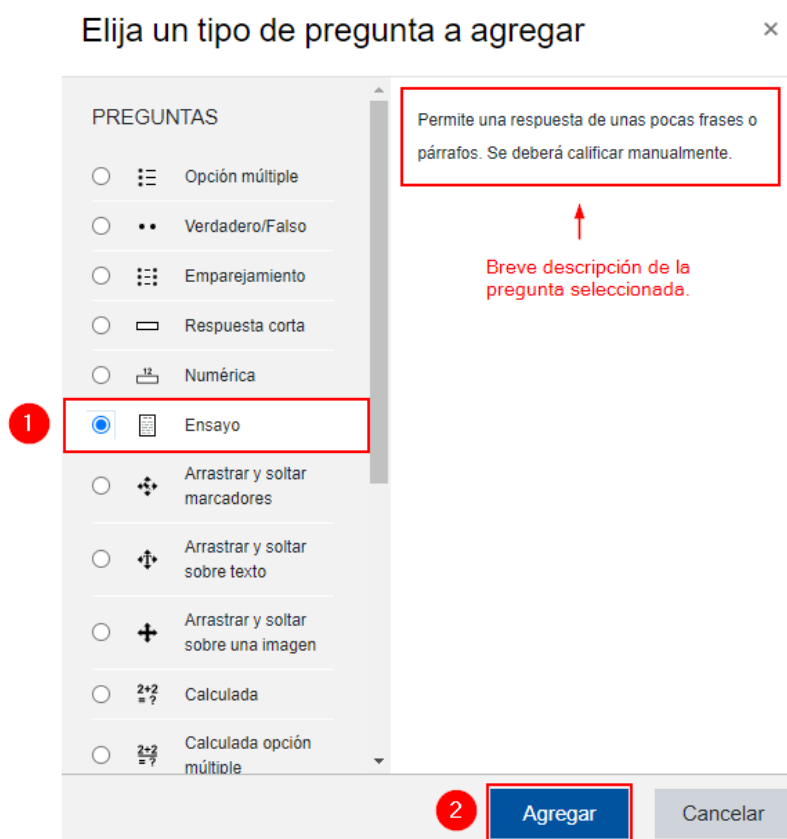 Elija un tipo de pregunta a agregar
×
PREGUNTAS
Opción múltiple
Verdadero/Falso
Emparejamiento
Respuesta corta
12
Numérica
1
Ensayo
Arrastrar y soltar
marcadores
Arrastrar y soltar
sobre texto
Arrastrar y soltar
sobre una imagen
2+2
= ?
Calculada
2+2
= ?
Calculada opción
múltiple
Permite una respuesta de unas pocas frases o
párrafos. Se deberá calificar manualmente.
Breve descripción de la
pregunta seleccionada.
2
Agregar
Cancelar